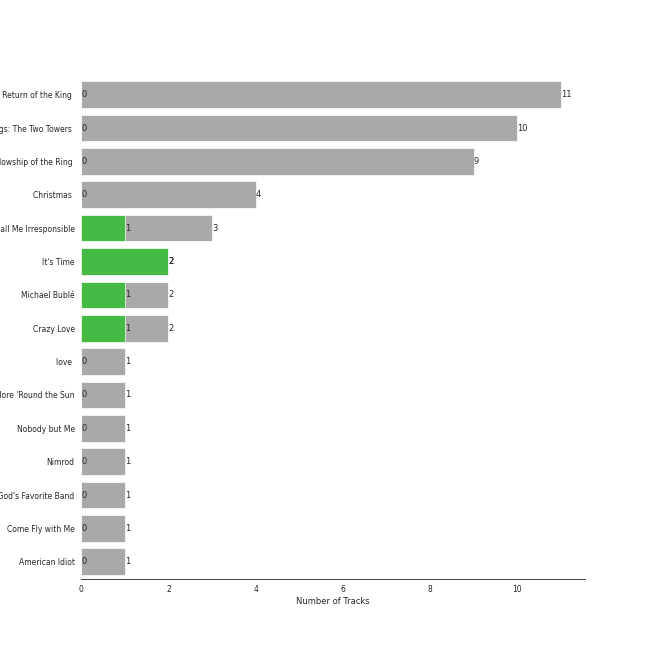 Return of the King 0 11
gs: The Two Towers 0 10
lowship of the Ring 0 9
Christmas 0 4
all Me Irresponsible 1 3
It's Time 2
Michael Bublé 1 2
Crazy Love 1 2
love 0 1
lore 'Round the Sun 0 1
Nobody but Me 0 1
Nimrod 0 1
God's Favorite Band 0 1
Come Fly with Me 0 1
American Idiot 0 1
0 2 4 6 8 10
Number of Tracks